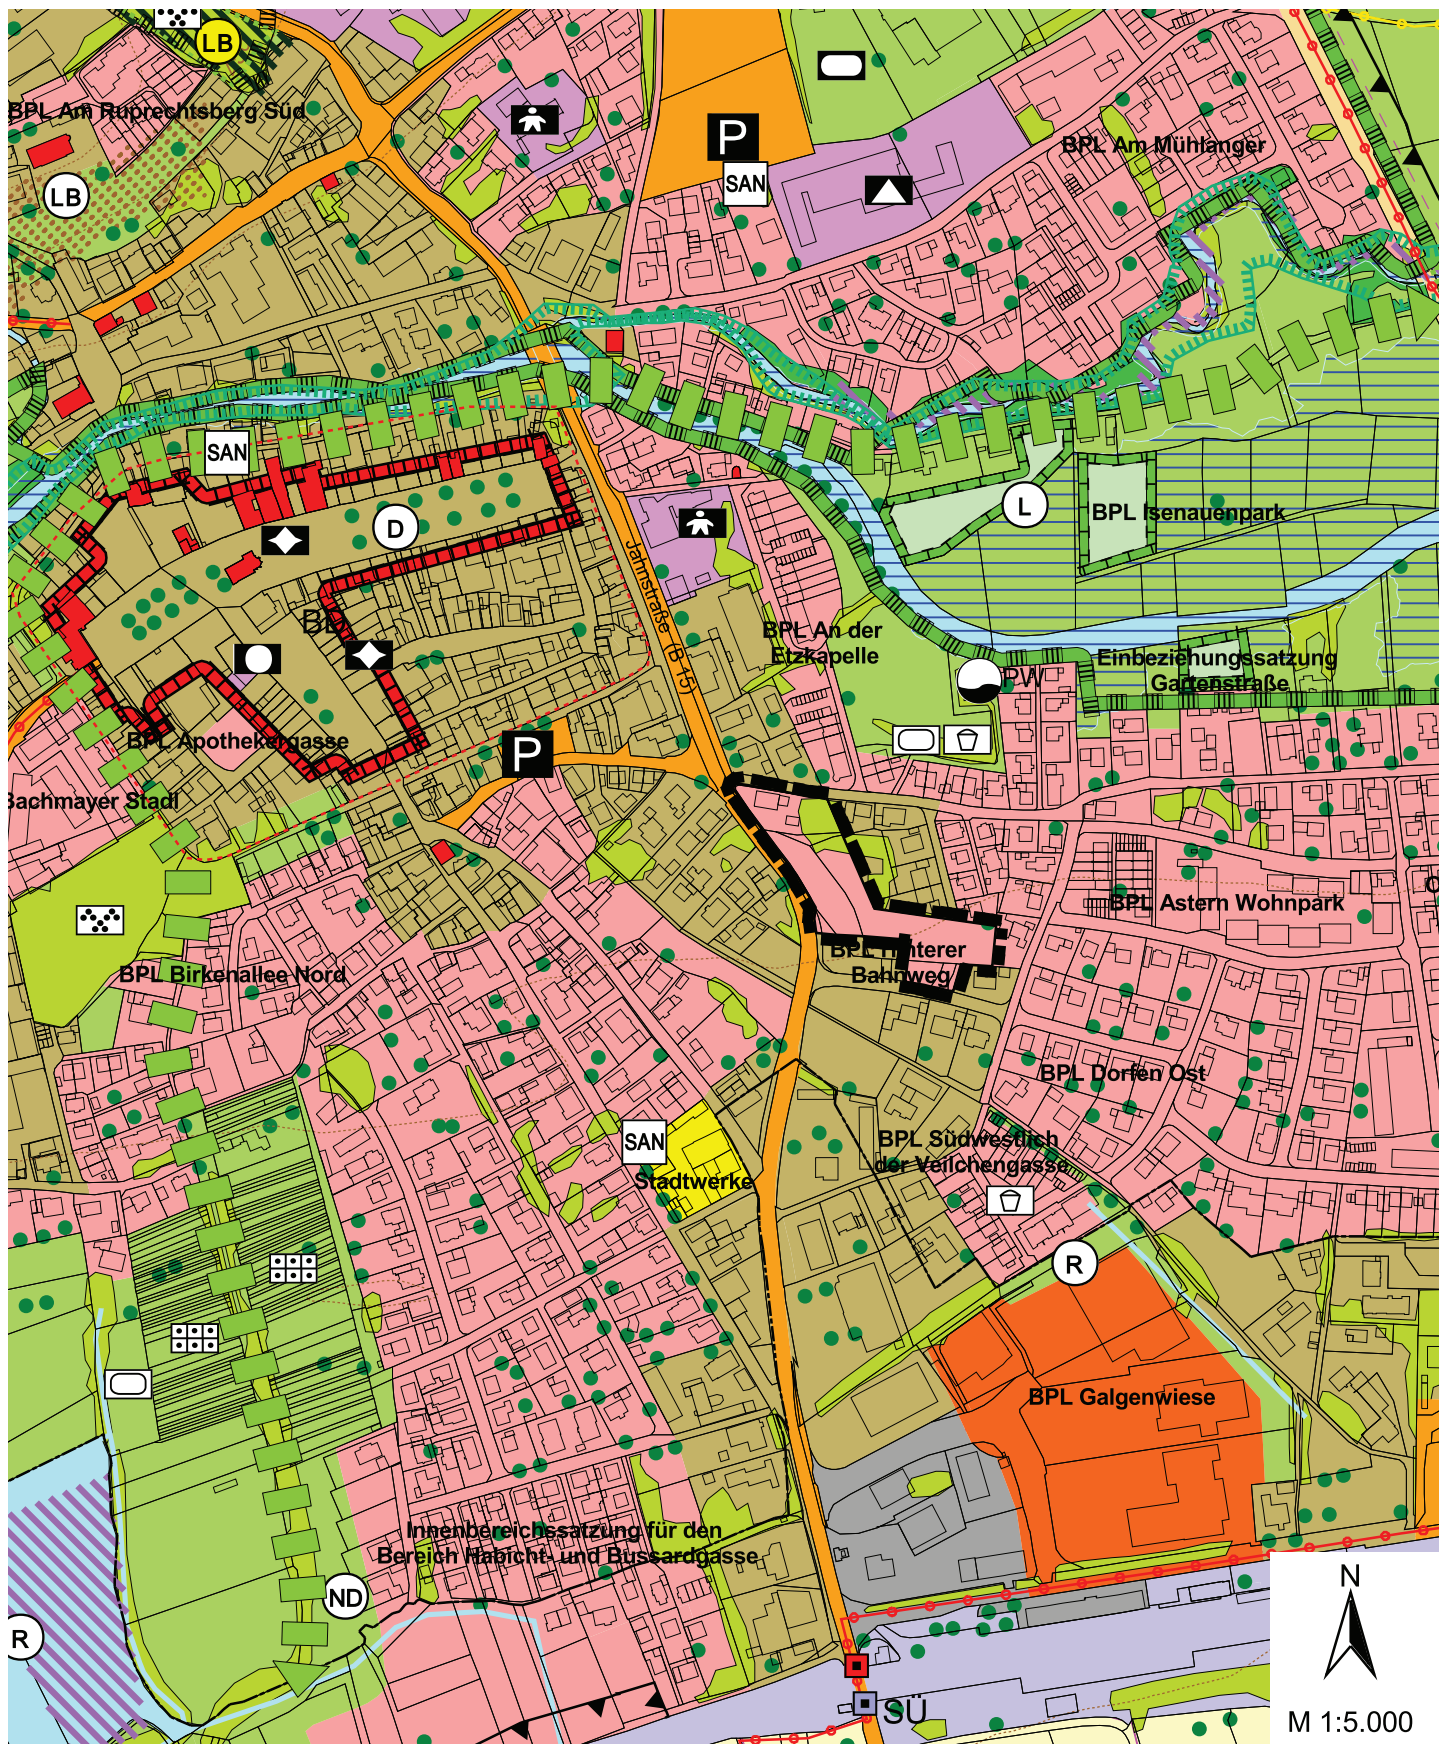 LB
BPL Am Ruprechtsberg Süd
P
BPL Am Mühlanger
SAN
LB
SAN
L
BPL Isenauenpark
D
Jahnstraße (B 15)
BPL An der
Etzkapelle
Einbeziehungssatzung
Gartenstraße
PW
BPL Apothekergasse
P
Bachmayer Stadl
BPL Astern Wohnpark
BPL Hinterer
Bahnweg
BPL Birkenallee Nord
BPL Dorfen Ost
SAN
BPL Südwestlich
der Veilchengasse
Stadtwerke
R
BPL Galgenwiese
Innenbereichssatzung für den
Bereich Habicht- und Bussardgasse
ND
R
SÜ
N
M 1:5.000